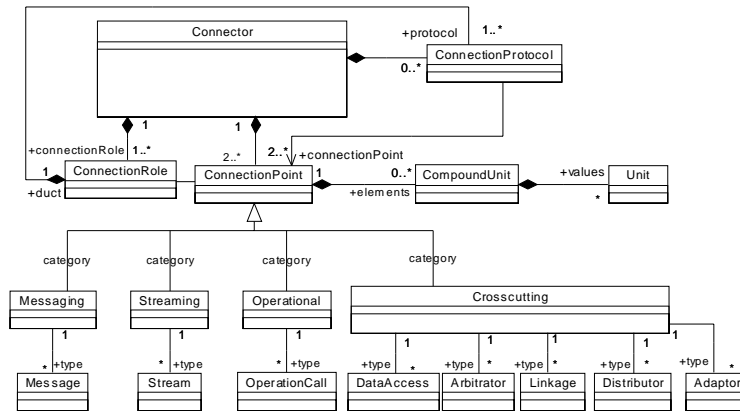 Connector
+protocol
1..*
ConnectionProtocol
0..*
1
1
+connectionRole
1..*
2..*
2..*
+connectionPoint
1
ConnectionRole
ConnectionPoint
1
0..*
CompoundUnit
+values
Unit
+duct
+elements
*
category
category
category
category
Messaging
Streaming
Operational
Crosscutting
1
1
1
1
1
1
1
1
* +type
* +type
* +type
+type *
+type *
+type *
+type *
+type *
Message
Stream
OperationCall
DataAccess
Arbitrator
Linkage
Distributor
Adaptor